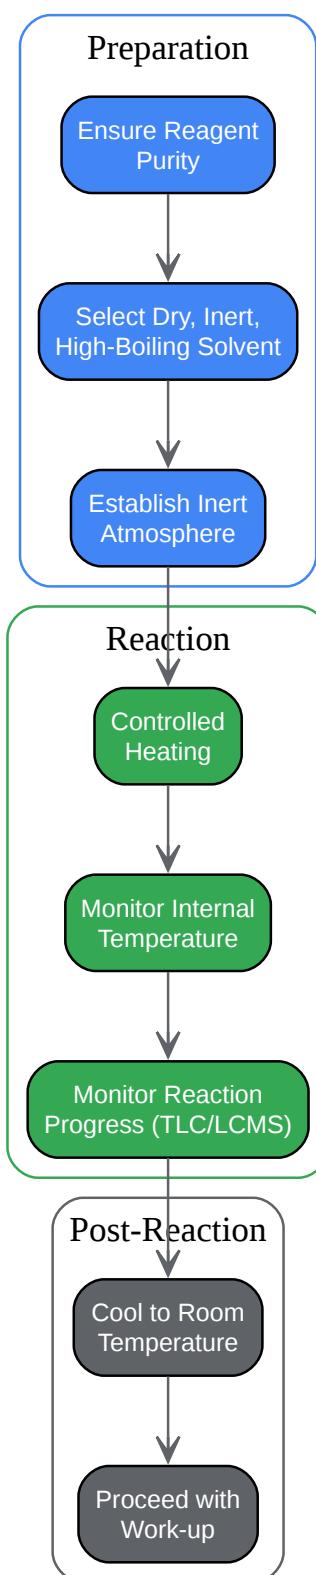 Preparation
Ensure Reagent
Purity
Select Dry, Inert,
High-Boiling Solvent
Establish Inert
Atmosphere
Reaction
Controlled
Heating
Monitor Internal
Temperature
Monitor Reaction
Progress (TLC/LCMS)
Post-Reaction
Cool to Room
Temperature
Proceed with
Work-up